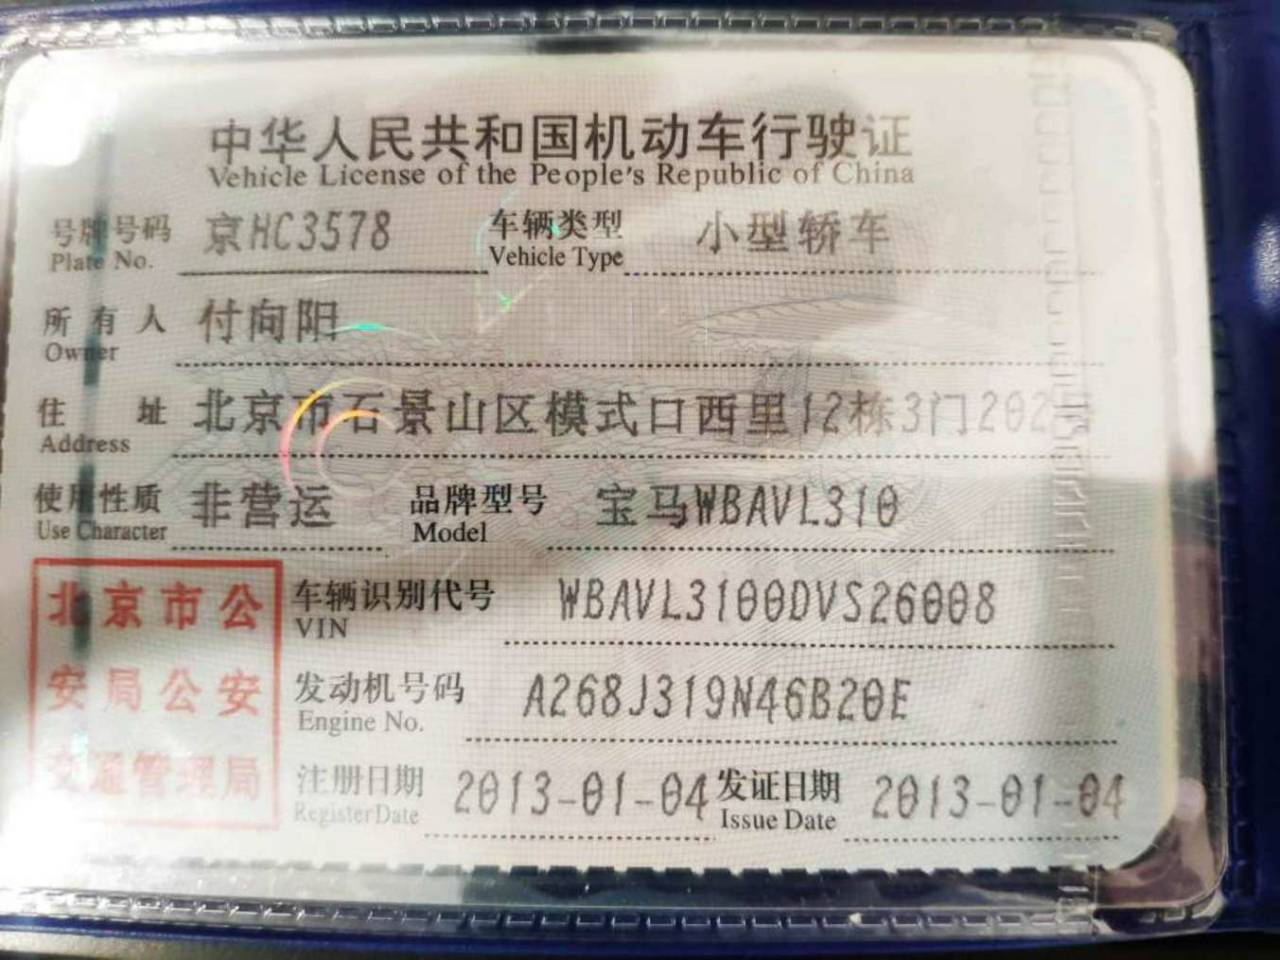 中华人民共和国机动车行驶证
Vehicle License of the People's Republic of China
号牌号码 京HC3578 车辆类型 小型轿车
Plate No. Vehicle Type
所有人 付向阳
Owner
住址 北京市石景山区模式口西里12栋3门202
Address
使用性质 非营运 品牌型号 宝马WBAVL310
Use Character Model
北京市公
安局公安
交通管理局
车辆识别代号 WBAVL3100DVS26008
VIN
发动机号码 A268J319N46B20E
Engine No.
注册日期 2013-01-04 发证日期 2013-01-04
Register Date Issue Date